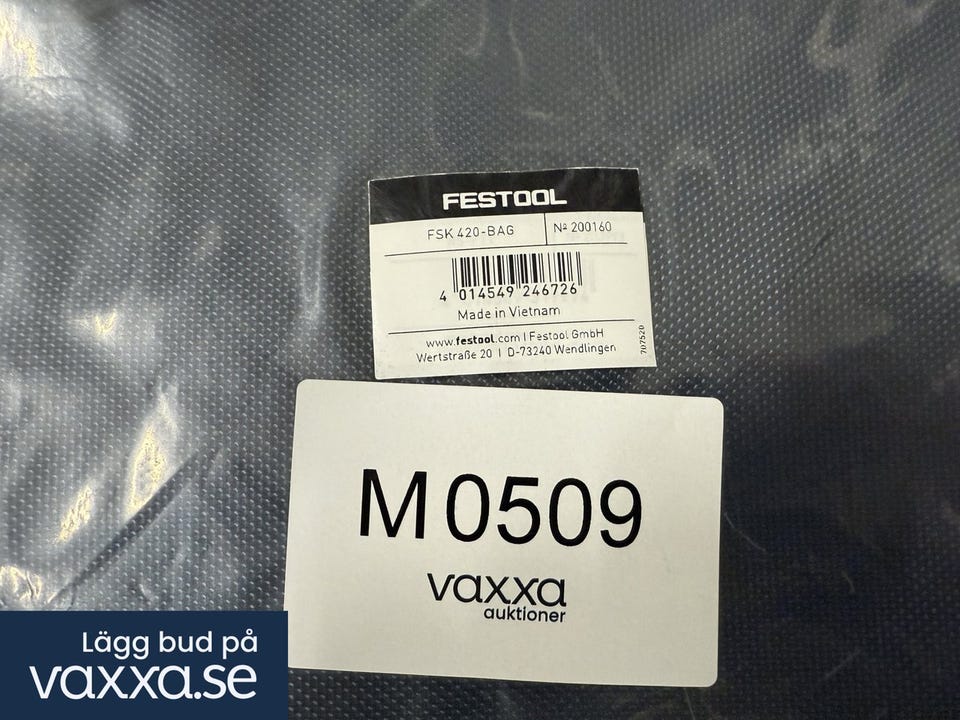 FESTOOL
FSK 420-BAG Nº 200160
4 014549 246726
Made in Vietnam
www.festool.com | Festool GmbH
Wertstraße 20 | D-73240 Wendlingen
707520
M0509
vaxxa
auktioner
Lägg bud på
vaxxa.se